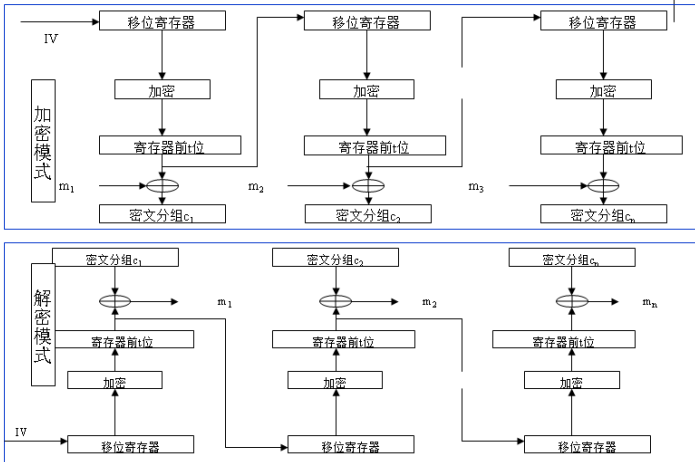 移位寄存器 移位寄存器 移位寄存器
IV
加密 加密 加密
加密模式
寄存器前t位 寄存器前t位 寄存器前t位
m1 m2 m3
密文分组c1 密文分组c2 密文分组cn
密文分组c1 密文分组c2 密文分组cn
解密模式
m1 m2 mn
寄存器前t位 寄存器前t位 寄存器前t位
加密 加密 加密
IV
移位寄存器 移位寄存器 移位寄存器